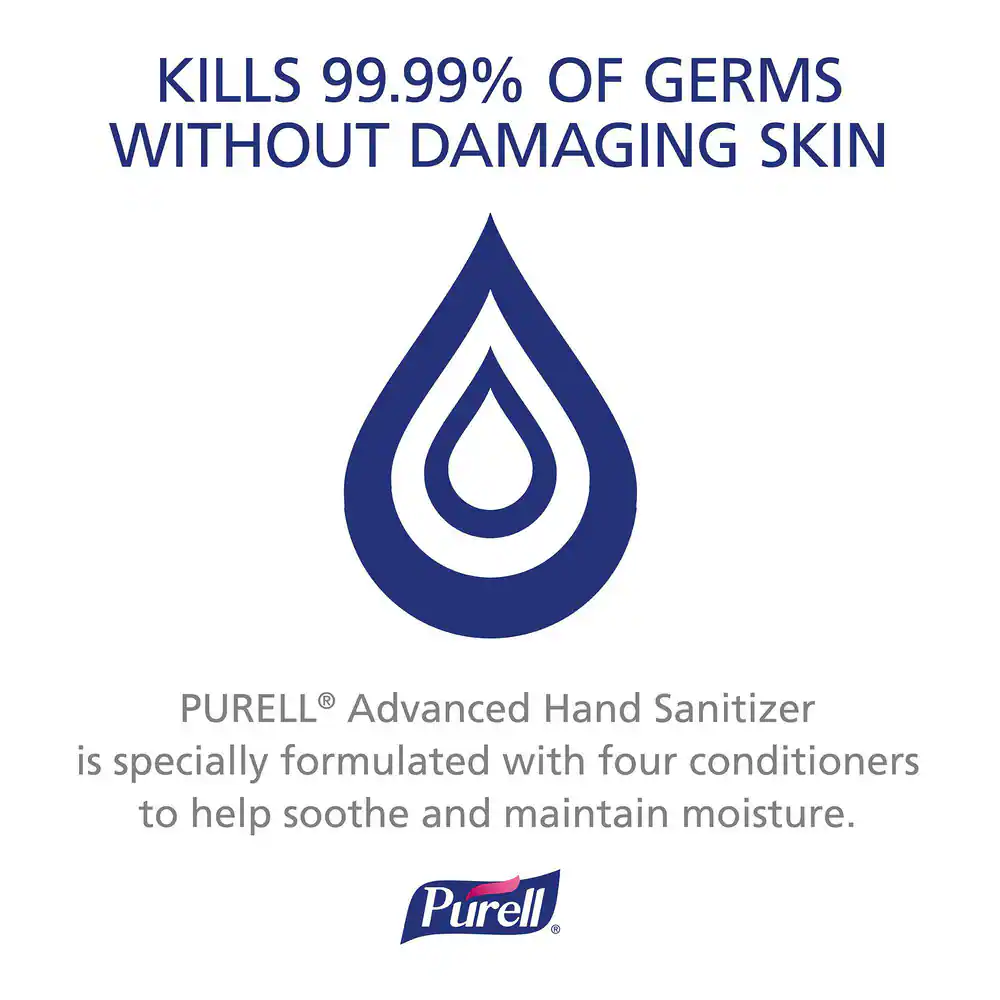 KILLS 99.99% OF GERMS
WITHOUT DAMAGING SKIN
PURELL® Advanced Hand Sanitizer
is specially formulated with four conditioners
to help soothe and maintain moisture.
Purell®